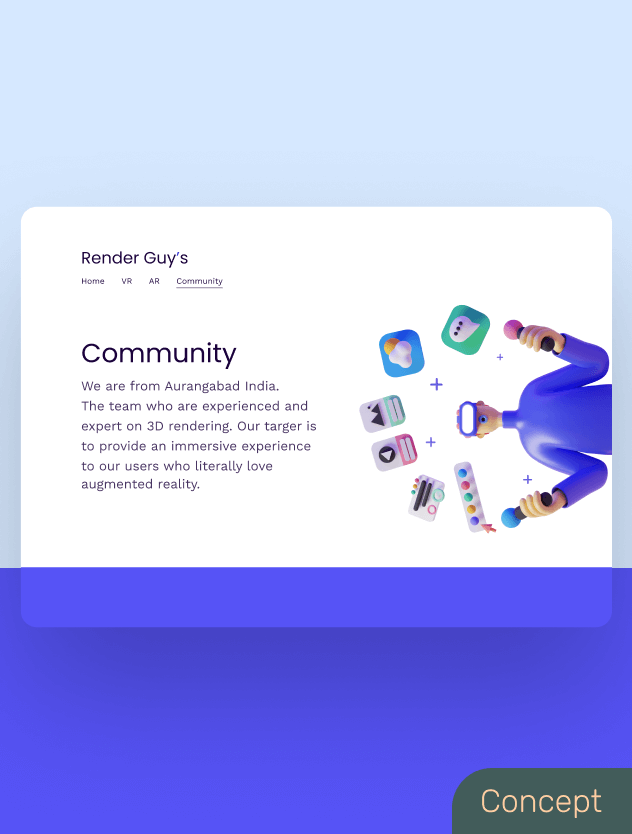 Render Guy's
Home VR AR Community
Community
We are from Aurangabad India.
The team who are experienced and
expert on 3D rendering. Our targer is
to provide an immersive experience
to our users who literally love
augmented reality.
Concept